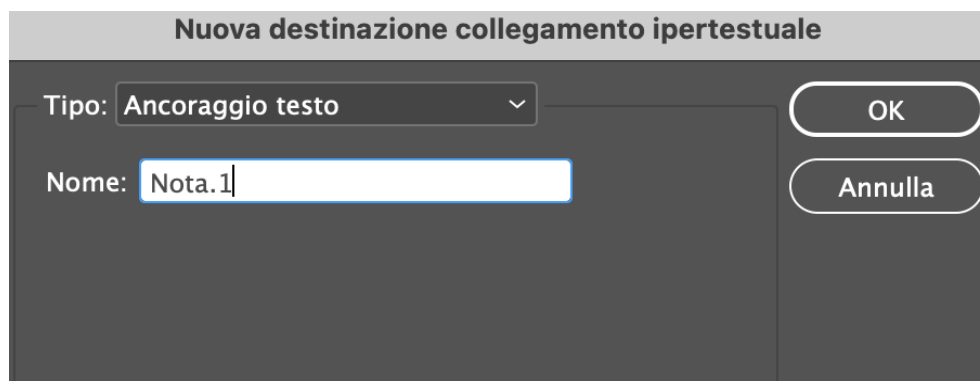 Nuova destinazione collegamento ipertestuale
Tipo: Ancoraggio testo
OK
Nome: Nota.1
Annulla